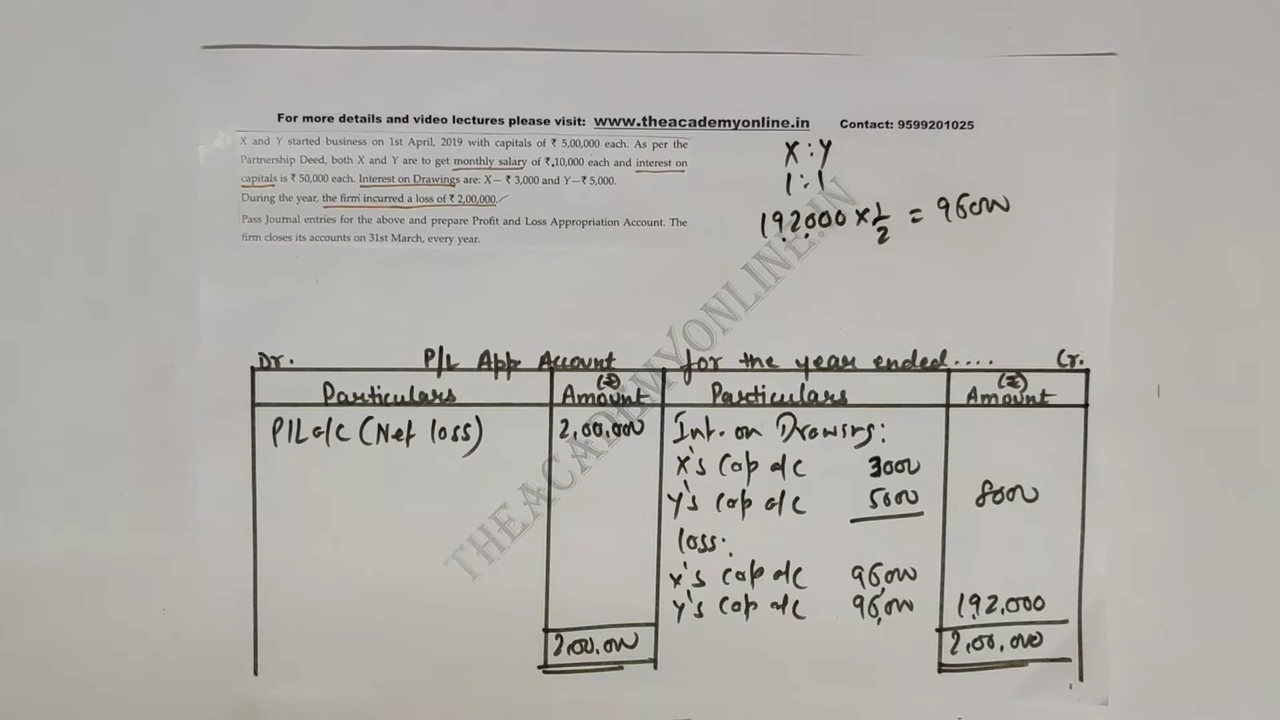 For more details and video lectures please visit: www.theacademyonline.in Contact: 9599201025
X and Y started business on 1st April, 2019 with capitals of ₹ 5,00,000 each. As per the
Partnership Deed, both X and Y are to get monthly salary of ₹ 10,000 each and interest on
capitals is ₹ 50,000 each. Interest on Drawings are: X— ₹ 3,000 and Y—₹ 5,000.
During the year, the firm incurred a loss of ₹ 2,00,000.
Pass Journal entries for the above and prepare Profit and Loss Appropriation Account. The
firm closes its accounts on 31st March, every year.
X : Y
1 : 1
192000 × 1/2 = 96000
THEACADEMYONLINE.IN
Dr. P/L App Account for the year ended.... Cr.
Particulars (₹) Amount Particulars (₹) Amount
P/L a/c (Net loss) 2,00,000 Int. on Drawing:
X's Cap a/c 3000
Y's Cap a/c 5000 8000
loss:
X's Cap a/c 96,000
Y's Cap a/c 96,000 1,92,000
2,00,000 2,00,000